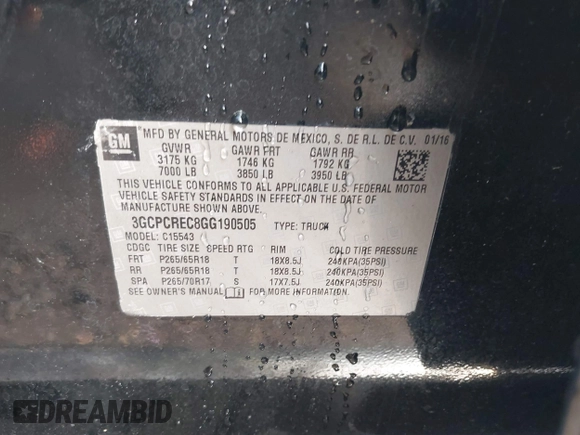 GM MFD BY GENERAL MOTORS DE MEXICO, S. DE R.L. DE C.V. 01/16
GVWR GAWR FRT GAWR RR
3175 KG 1746 KG 1792 KG
7000 LB 3850 LB 3950 LB
THIS VEHICLE CONFORMS TO ALL APPLICABLE U.S. FEDERAL MOTOR
VEHICLE SAFETY STANDARDS IN EFFECT ON THE DATE OF
MANUFACTURE SHOWN ABOVE.
3GCPCREC8GG190505 TYPE: TRUCK
MODEL: C15543
CDGC TIRE SIZE SPEED RTG RIM COLD TIRE PRESSURE
FRT P265/65R18 T 18X8.5J 240KPA(35PSI)
RR P265/65R18 T 18X8.5J 240KPA(35PSI)
SPA P265/70R17 S 17X7.5J 240KPA(35PSI)
SEE OWNER'S MANUAL FOR MORE INFORMATION.
DREAMBID